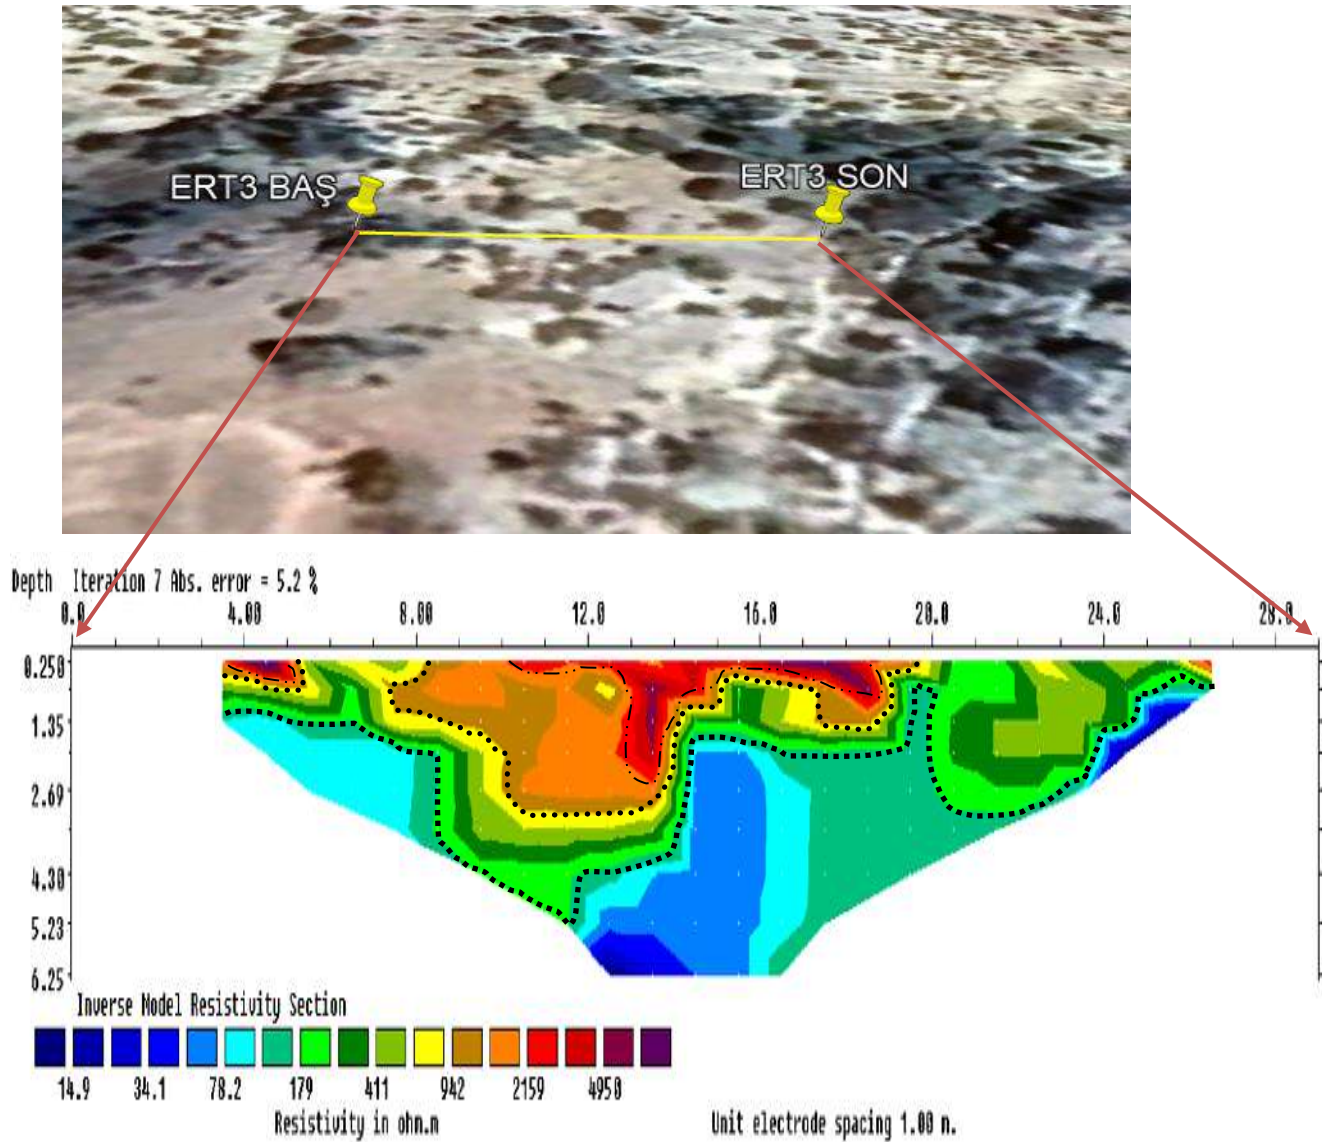 ERT3 BAŞ
ERT3 SON
Depth Iteration 7 Abs. error = 5.2 %
0.0 4.00 8.00 12.0 16.0 20.0 24.0 28.0
0.250
1.35
2.69
4.30
5.23
6.25
Inverse Model Resistivity Section
14.9 34.1 78.2 179 411 942 2159 4950
Resistivity in ohm.m
Unit electrode spacing 1.00 m.